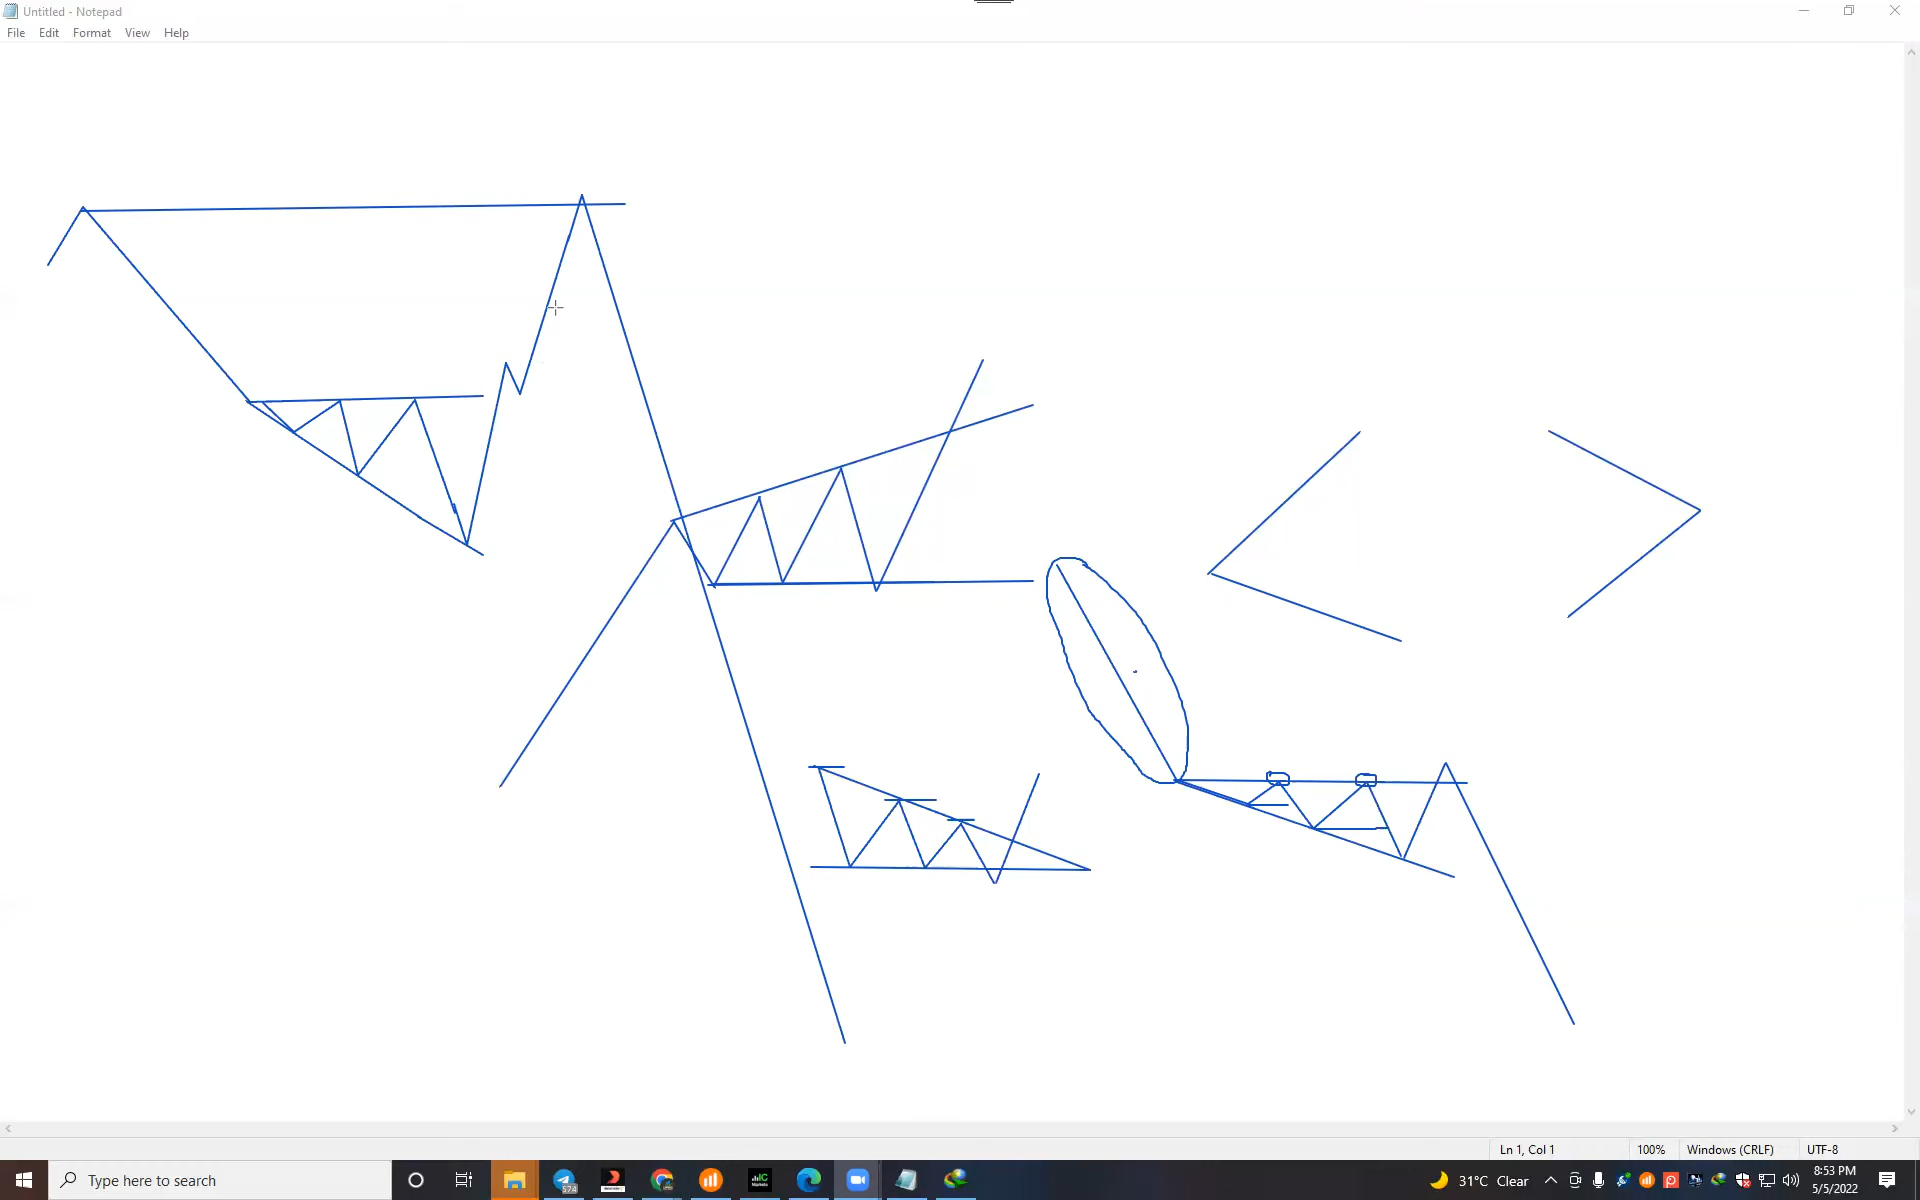 Untitled - Notepad
File Edit Format View Help
Ln 1, Col 1 100% Windows (CRLF) UTF-8
Type here to search
574
31°C Clear
8:53 PM
5/5/2022